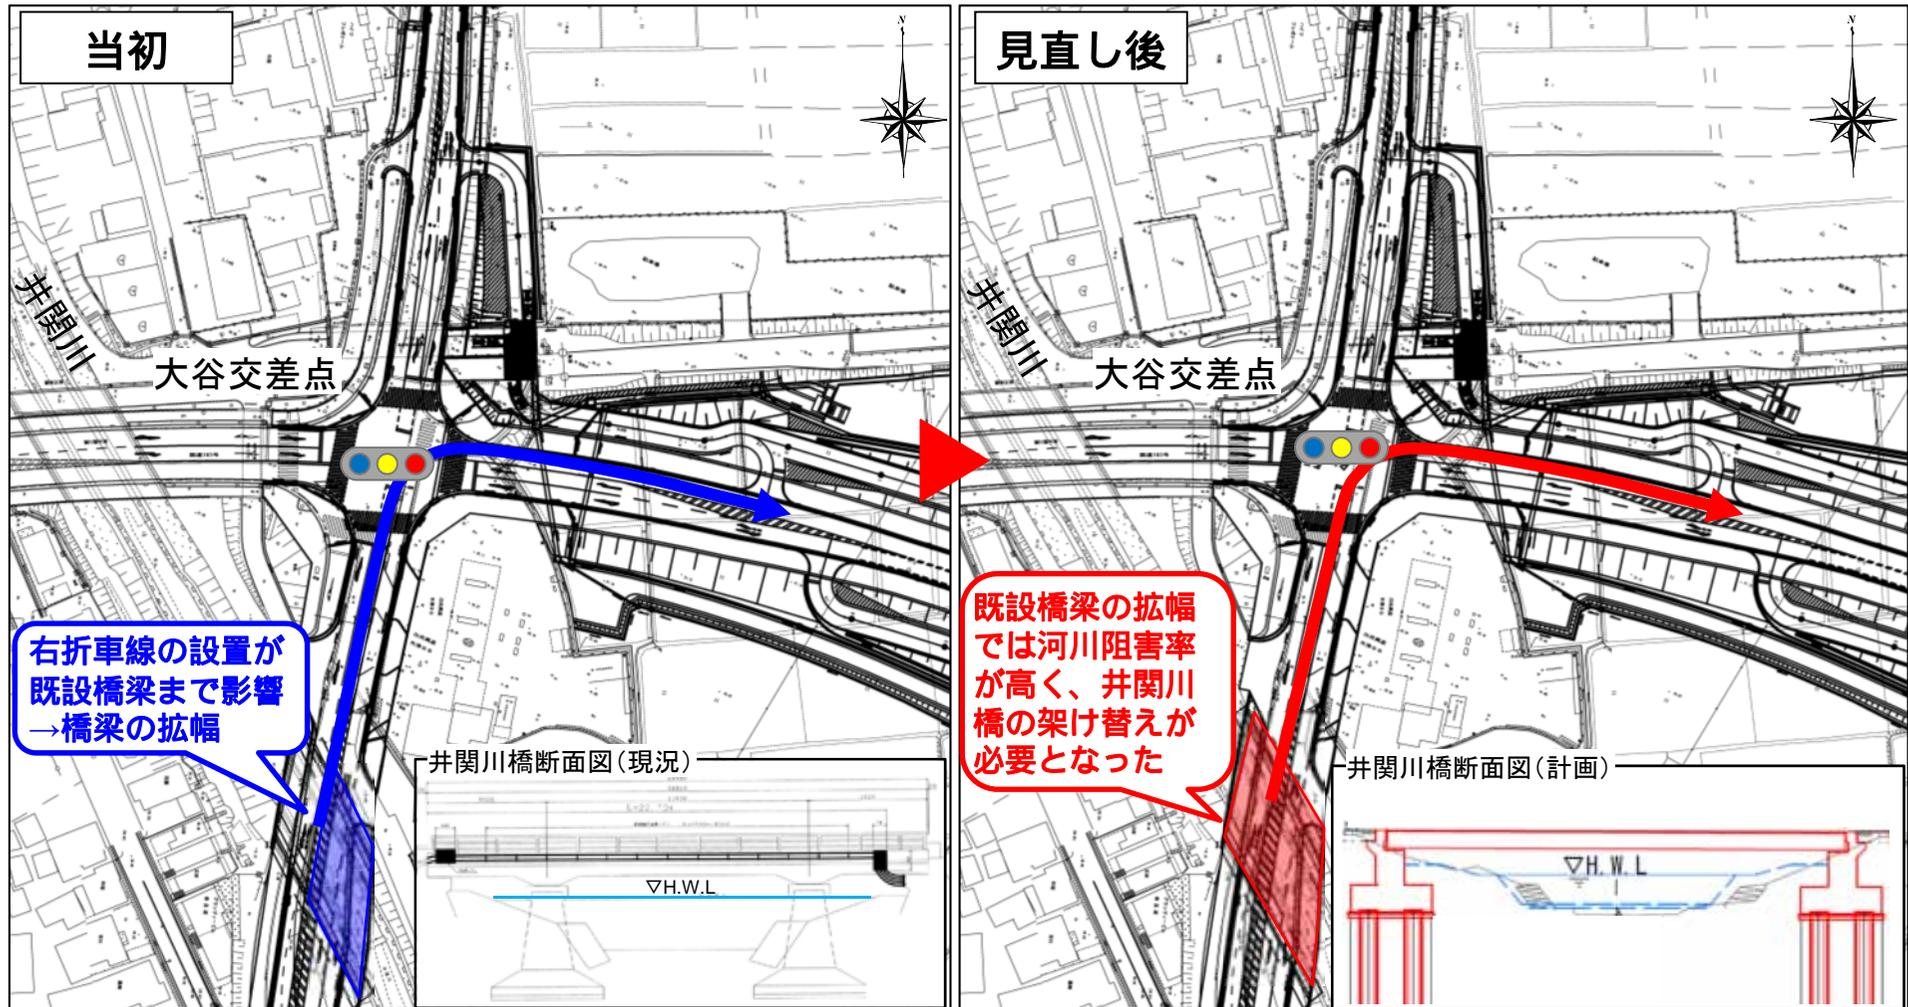 当初
N
井関川
大谷交差点
右折車線の設置が
既設橋梁まで影響
→橋梁の拡幅
井関川橋断面図(現況)
▽H.W.L
見直し後
N
井関川
大谷交差点
既設橋梁の拡幅
では河川阻害率
が高く、井関川
橋の架け替えが
必要となった
井関川橋断面図(計画)
▽H.W.L